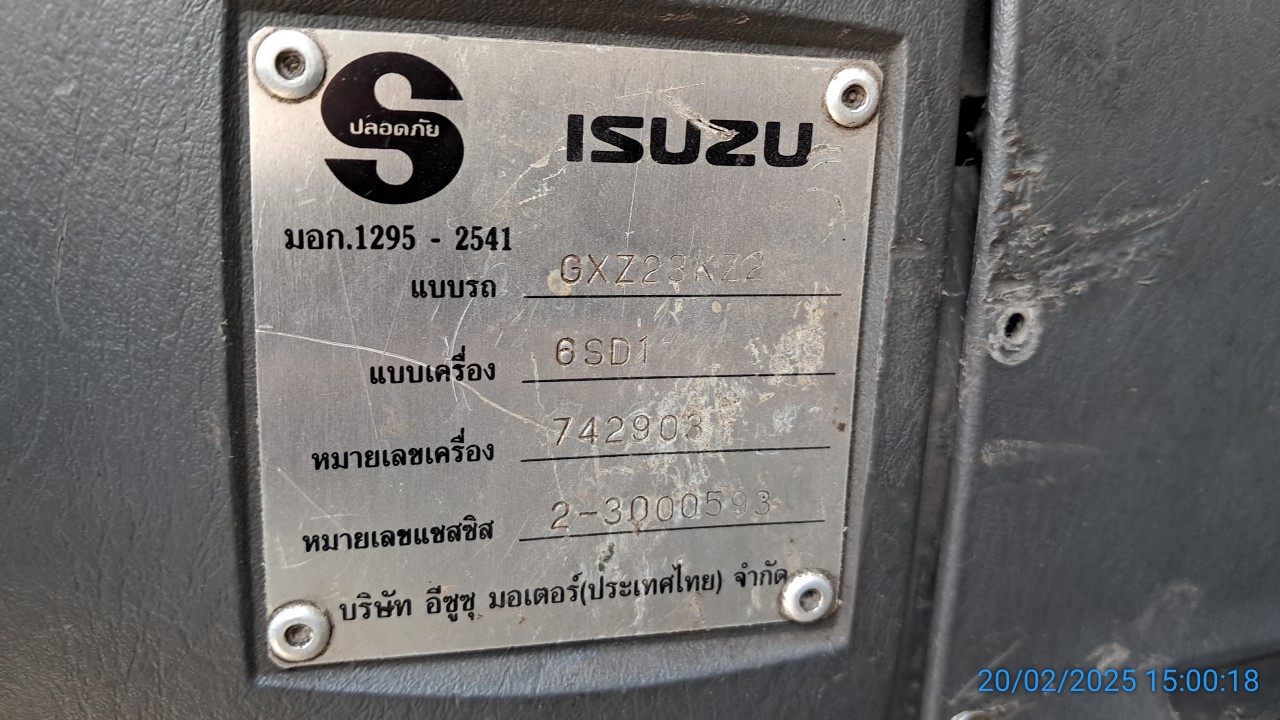 ปลอดภัย
ISUZU
มอก.1295 - 2541
แบบรถ GXZ23KZ2
แบบเครื่อง 6SD1
หมายเลขเครื่อง 742903
หมายเลขแชสซิส 2-3000593
บริษัท อีซูซุ มอเตอร์(ประเทศไทย) จำกัด
20/02/2025 15:00:18